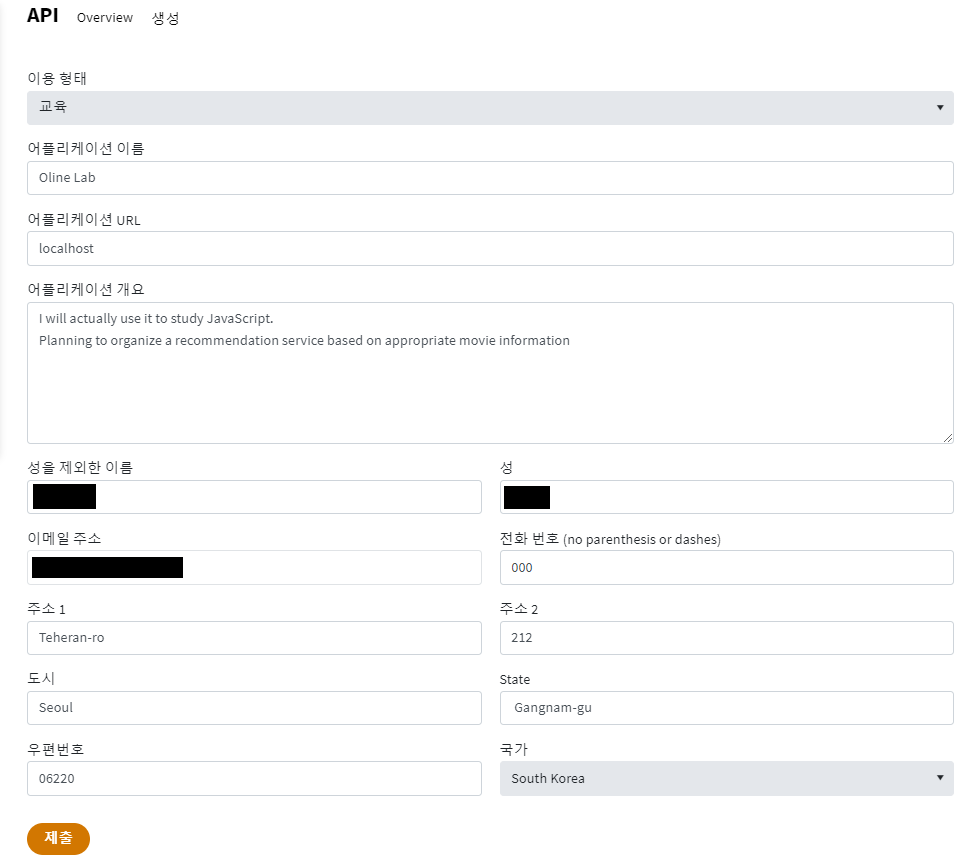 API Overview 생성
이용 형태
교육
어플리케이션 이름
Oline Lab
어플리케이션 URL
localhost
어플리케이션 개요
I will actually use it to study JavaScript.
Planning to organize a recommendation service based on appropriate movie information
성을 제외한 이름 성
이메일 주소 전화 번호 (no parenthesis or dashes)
000
주소 1 주소 2
Teheran-ro 212
도시 State
Seoul Gangnam-gu
우편번호 국가
06220 South Korea
제출